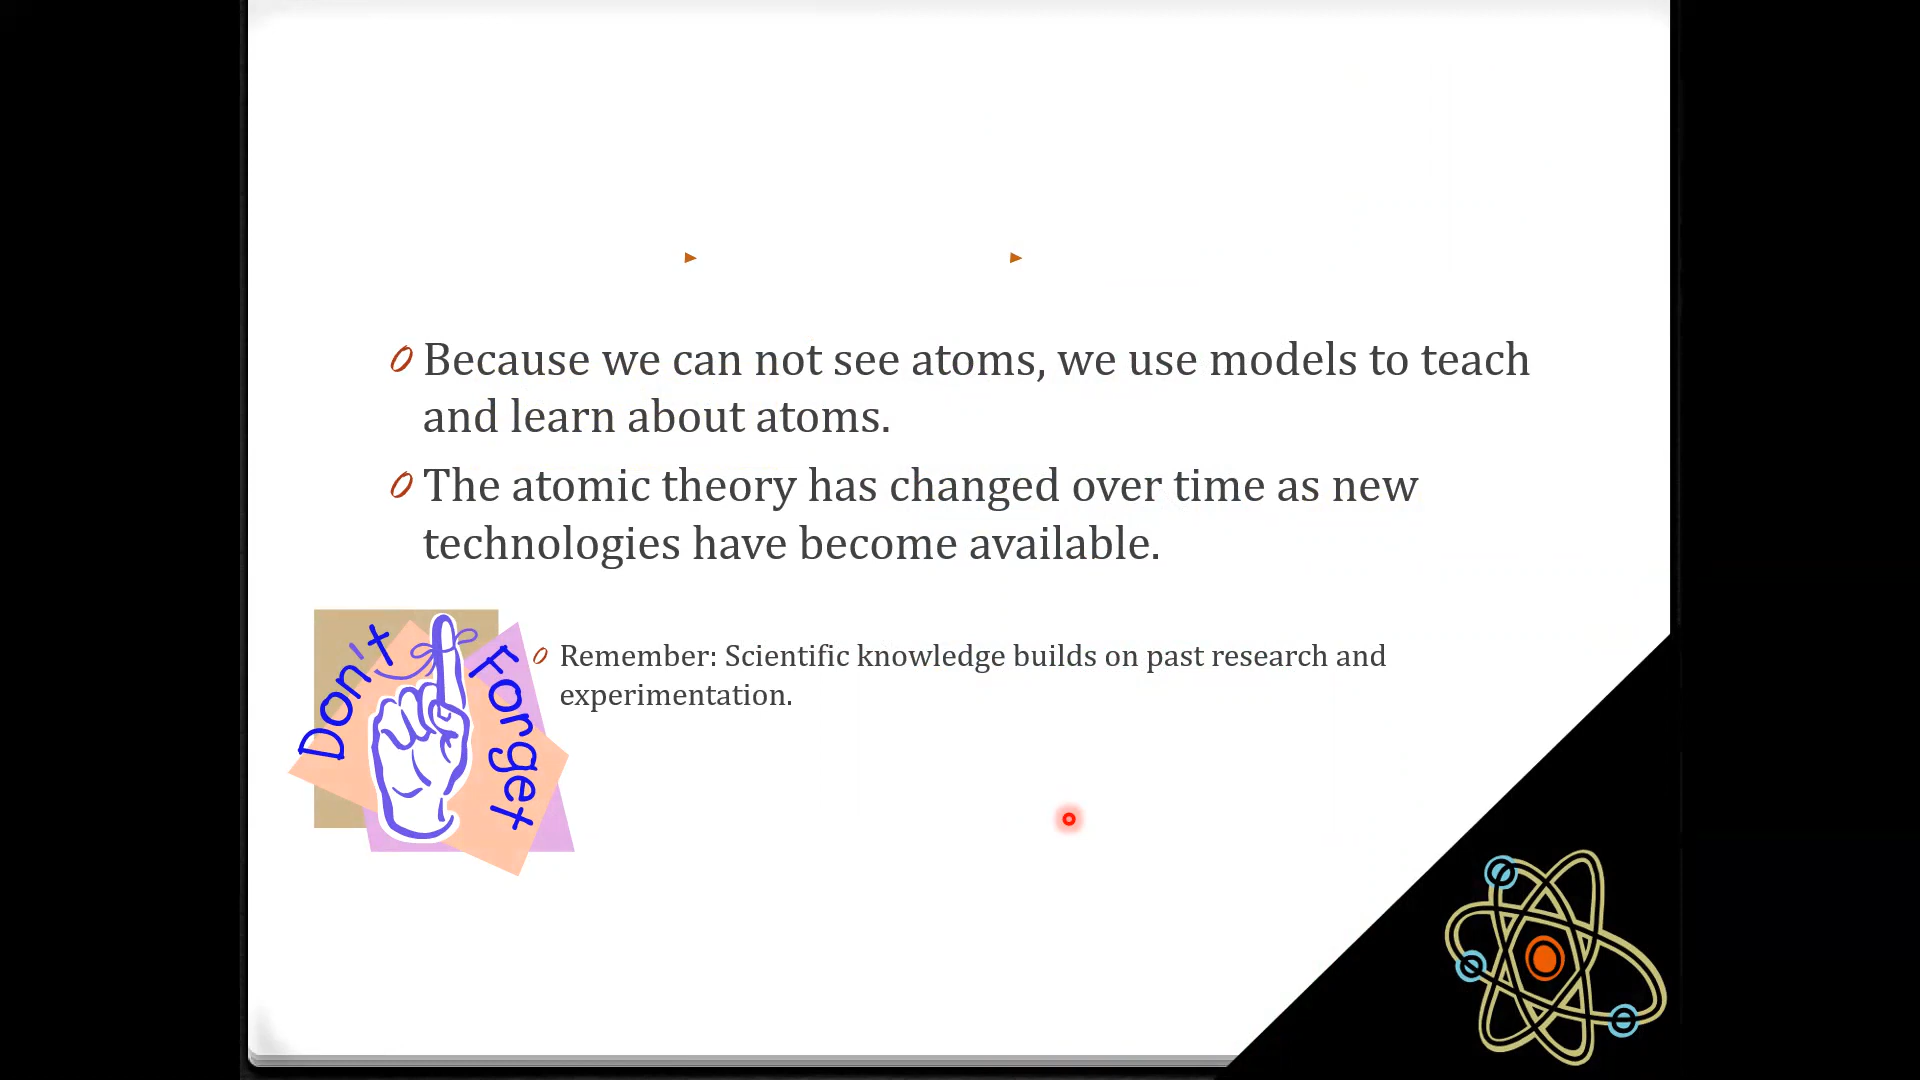 Because we can not see atoms, we use models to teach
and learn about atoms.
The atomic theory has changed over time as new
technologies have become available.
Don't Forget
Remember: Scientific knowledge builds on past research and
experimentation.